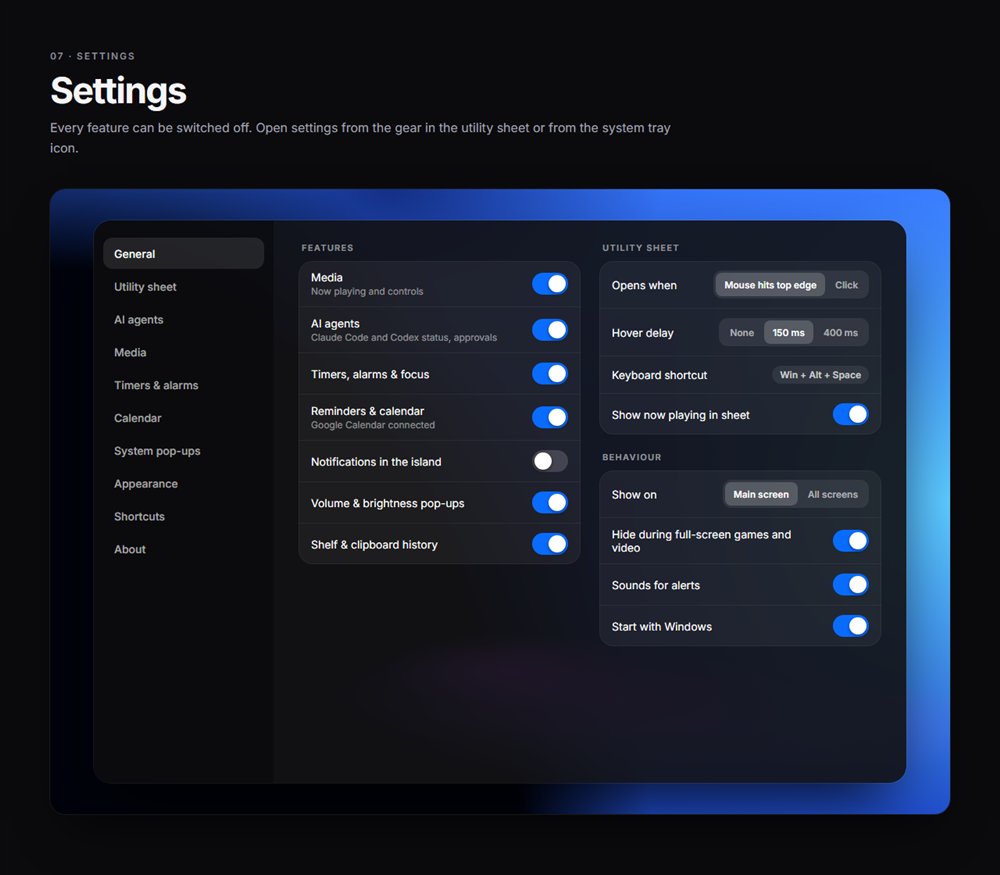 07 · SETTINGS
Settings
Every feature can be switched off. Open settings from the gear in the utility sheet or from the system tray
icon.
General
Utility sheet
AI agents
Media
Timers & alarms
Calendar
System pop-ups
Appearance
Shortcuts
About
FEATURES
Media
Now playing and controls
AI agents
Claude Code and Codex status, approvals
Timers, alarms & focus
Reminders & calendar
Google Calendar connected
Notifications in the island
Volume & brightness pop-ups
Shelf & clipboard history
UTILITY SHEET
Opens when Mouse hits top edge Click
Hover delay None 150 ms 400 ms
Keyboard shortcut Win + Alt + Space
Show now playing in sheet
BEHAVIOUR
Show on Main screen All screens
Hide during full-screen games and
video
Sounds for alerts
Start with Windows